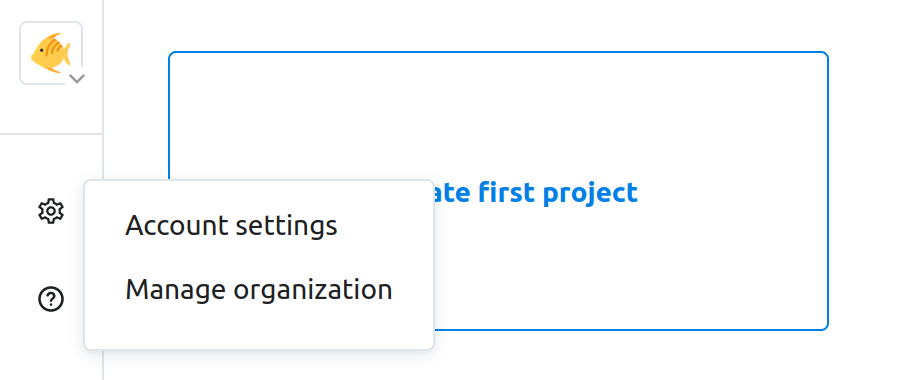 ate first project
Account settings
Manage organization